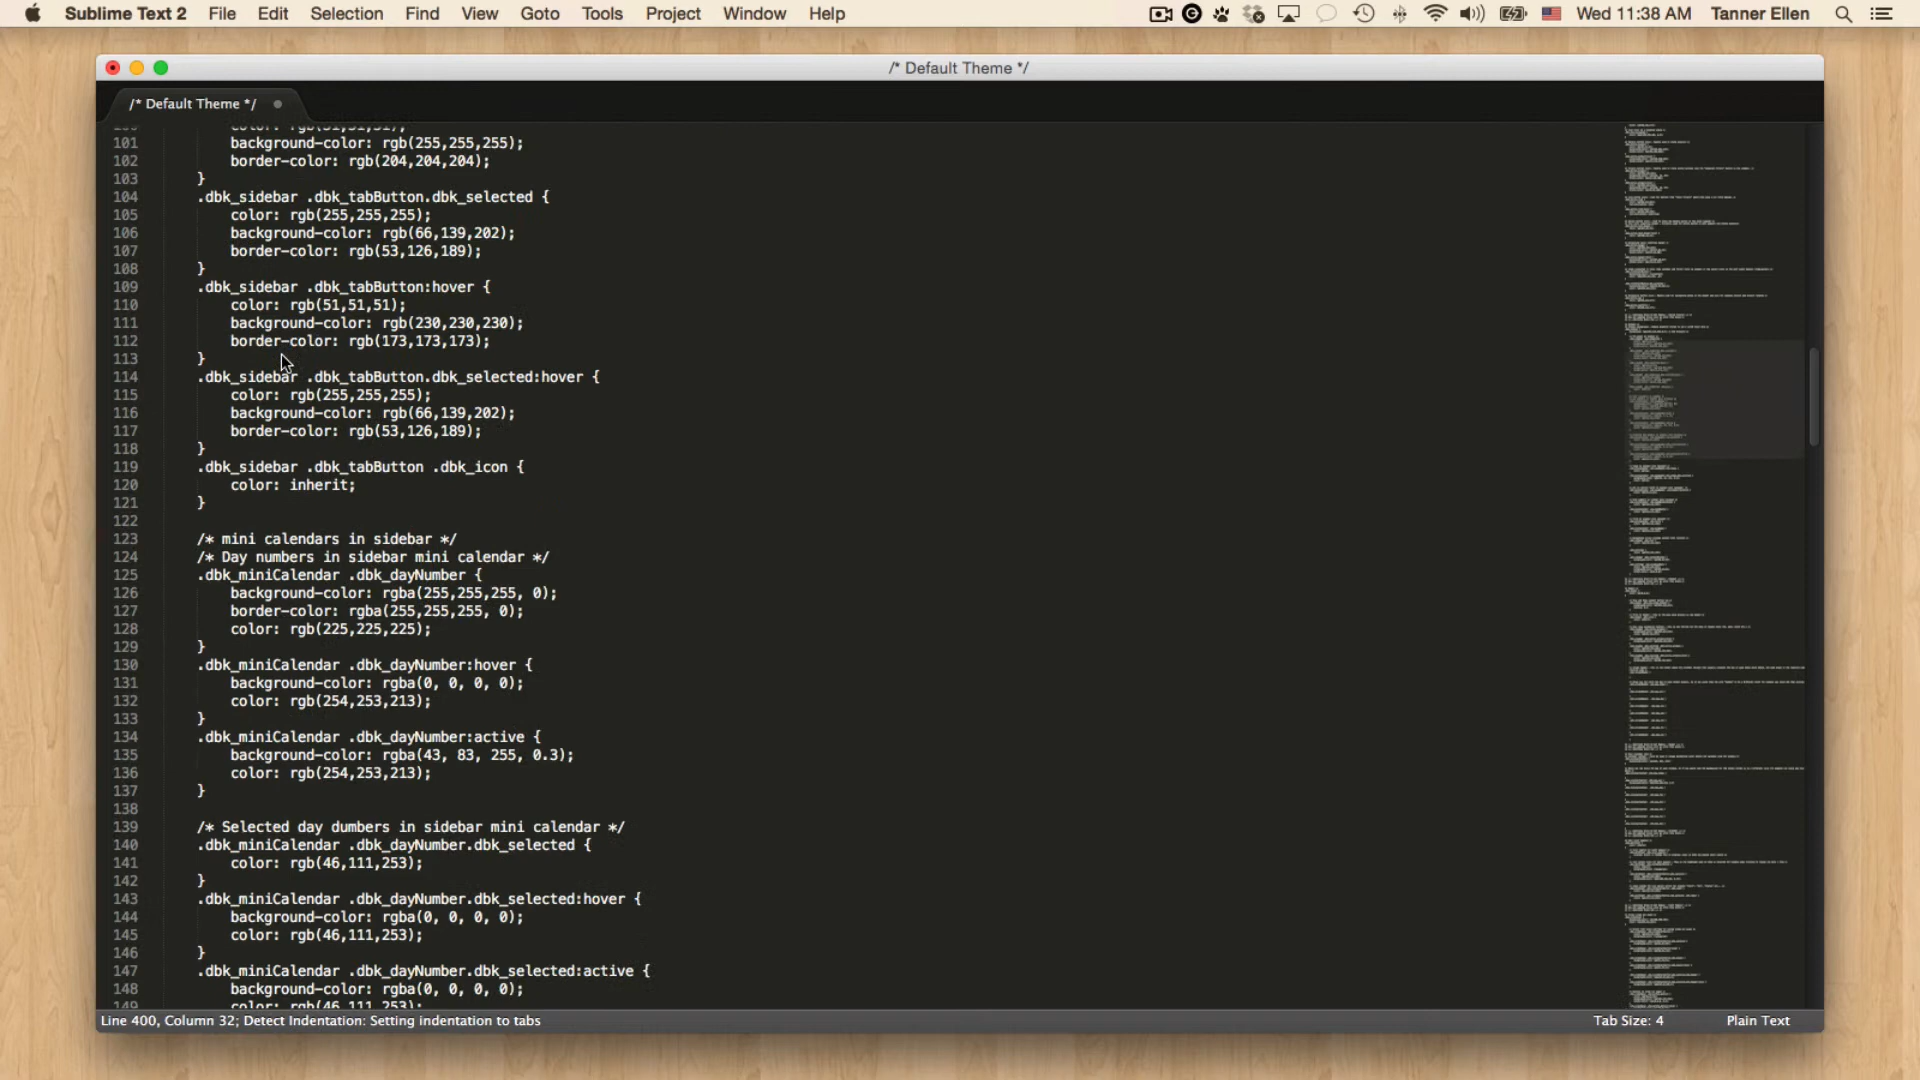 Sublime Text 2 File Edit Selection Find View Goto Tools Project Window Help Wed 11:38 AM Tanner Ellen
/* Default Theme */
/* Default Theme */
100 color: rgb(51,51,51);
101 background-color: rgb(255,255,255);
102 border-color: rgb(204,204,204);
103 }
104 .dbk_sidebar .dbk_tabButton.dbk_selected {
105 color: rgb(255,255,255);
106 background-color: rgb(66,139,202);
107 border-color: rgb(53,126,189);
108 }
109 .dbk_sidebar .dbk_tabButton:hover {
110 color: rgb(51,51,51);
111 background-color: rgb(230,230,230);
112 border-color: rgb(173,173,173);
113 }
114 .dbk_sidebar .dbk_tabButton.dbk_selected:hover {
115 color: rgb(255,255,255);
116 background-color: rgb(66,139,202);
117 border-color: rgb(53,126,189);
118 }
119 .dbk_sidebar .dbk_tabButton .dbk_icon {
120 color: inherit;
121 }
122
123 /* mini calendars in sidebar */
124 /* Day numbers in sidebar mini calendar */
125 .dbk_miniCalendar .dbk_dayNumber {
126 background-color: rgba(255,255,255, 0);
127 border-color: rgba(255,255,255, 0);
128 color: rgb(225,225,225);
129 }
130 .dbk_miniCalendar .dbk_dayNumber:hover {
131 background-color: rgba(0, 0, 0, 0);
132 color: rgb(254,253,213);
133 }
134 .dbk_miniCalendar .dbk_dayNumber:active {
135 background-color: rgba(43, 83, 255, 0.3);
136 color: rgb(254,253,213);
137 }
138
139 /* Selected day dumbers in sidebar mini calendar */
140 .dbk_miniCalendar .dbk_dayNumber.dbk_selected {
141 color: rgb(46,111,253);
142 }
143 .dbk_miniCalendar .dbk_dayNumber.dbk_selected:hover {
144 background-color: rgba(0, 0, 0, 0);
145 color: rgb(46,111,253);
146 }
147 .dbk_miniCalendar .dbk_dayNumber.dbk_selected:active {
148 background-color: rgba(0, 0, 0, 0);
149 color: rgb(46,111,253);
Line 400, Column 32; Detect Indentation: Setting indentation to tabs Tab Size: 4 Plain Text